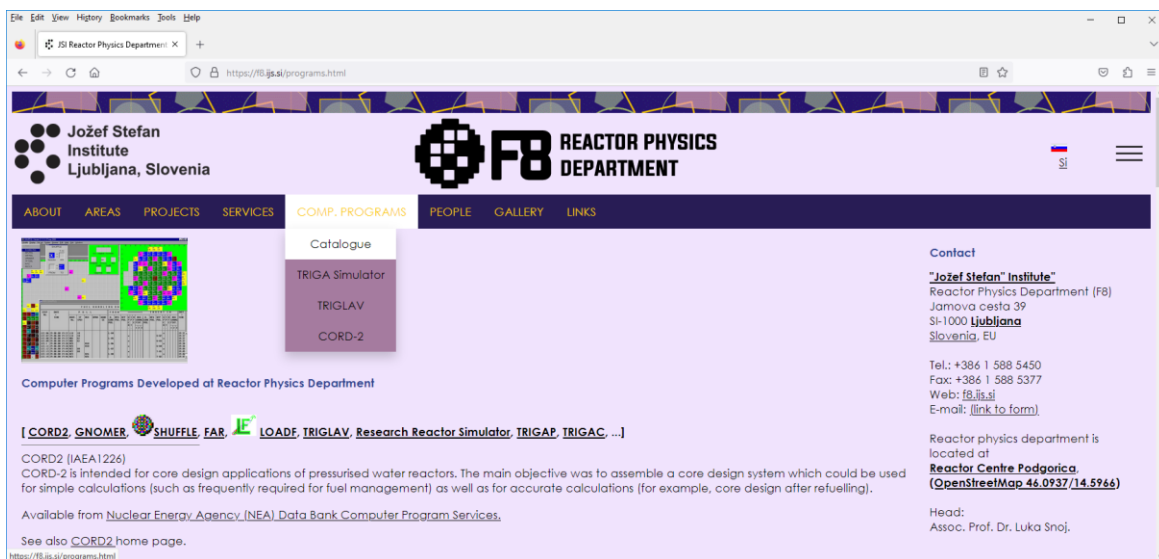 File Edit View History Bookmarks Tools Help
JSI Reactor Physics Department
https://f8.ijs.si/programs.html
Jožef Stefan
Institute
Ljubljana, Slovenia
F8 REACTOR PHYSICS
DEPARTMENT
Si
ABOUT AREAS PROJECTS SERVICES COMP. PROGRAMS PEOPLE GALLERY LINKS
Catalogue
TRIGA Simulator
TRIGLAV
CORD-2
Computer Programs Developed at Reactor Physics Department
[ CORD2, GNOMER, SHUFFLE, FAR, LOADF, TRIGLAV, Research Reactor Simulator, TRIGAP, TRIGAC, ...]
CORD2 (IAEA1226)
CORD-2 is intended for core design applications of pressurised water reactors. The main objective was to assemble a core design system which could be used
for simple calculations (such as frequently required for fuel management) as well as for accurate calculations (for example, core design after refuelling).
Available from Nuclear Energy Agency (NEA) Data Bank Computer Program Services.
See also CORD2 home page.
https://f8.ijs.si/programs.html
Contact
"Jožef Stefan" Institute"
Reactor Physics Department (F8)
Jamova cesta 39
SI-1000 Ljubljana
Slovenia, EU
Tel.: +386 1 588 5450
Fax: +386 1 588 5377
Web: f8.ijs.si
E-mail: (link to form)
Reactor physics department is
located at
Reactor Centre Podgorica,
(OpenStreetMap 46.0937/14.5966)
Head:
Assoc. Prof. Dr. Luka Snoj.